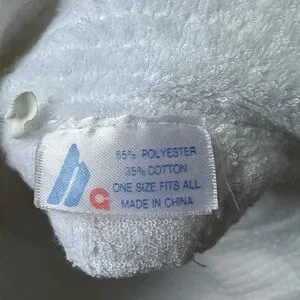 65% POLYESTER
35% COTTON
ONE SIZE FITS ALL
MADE IN CHINA